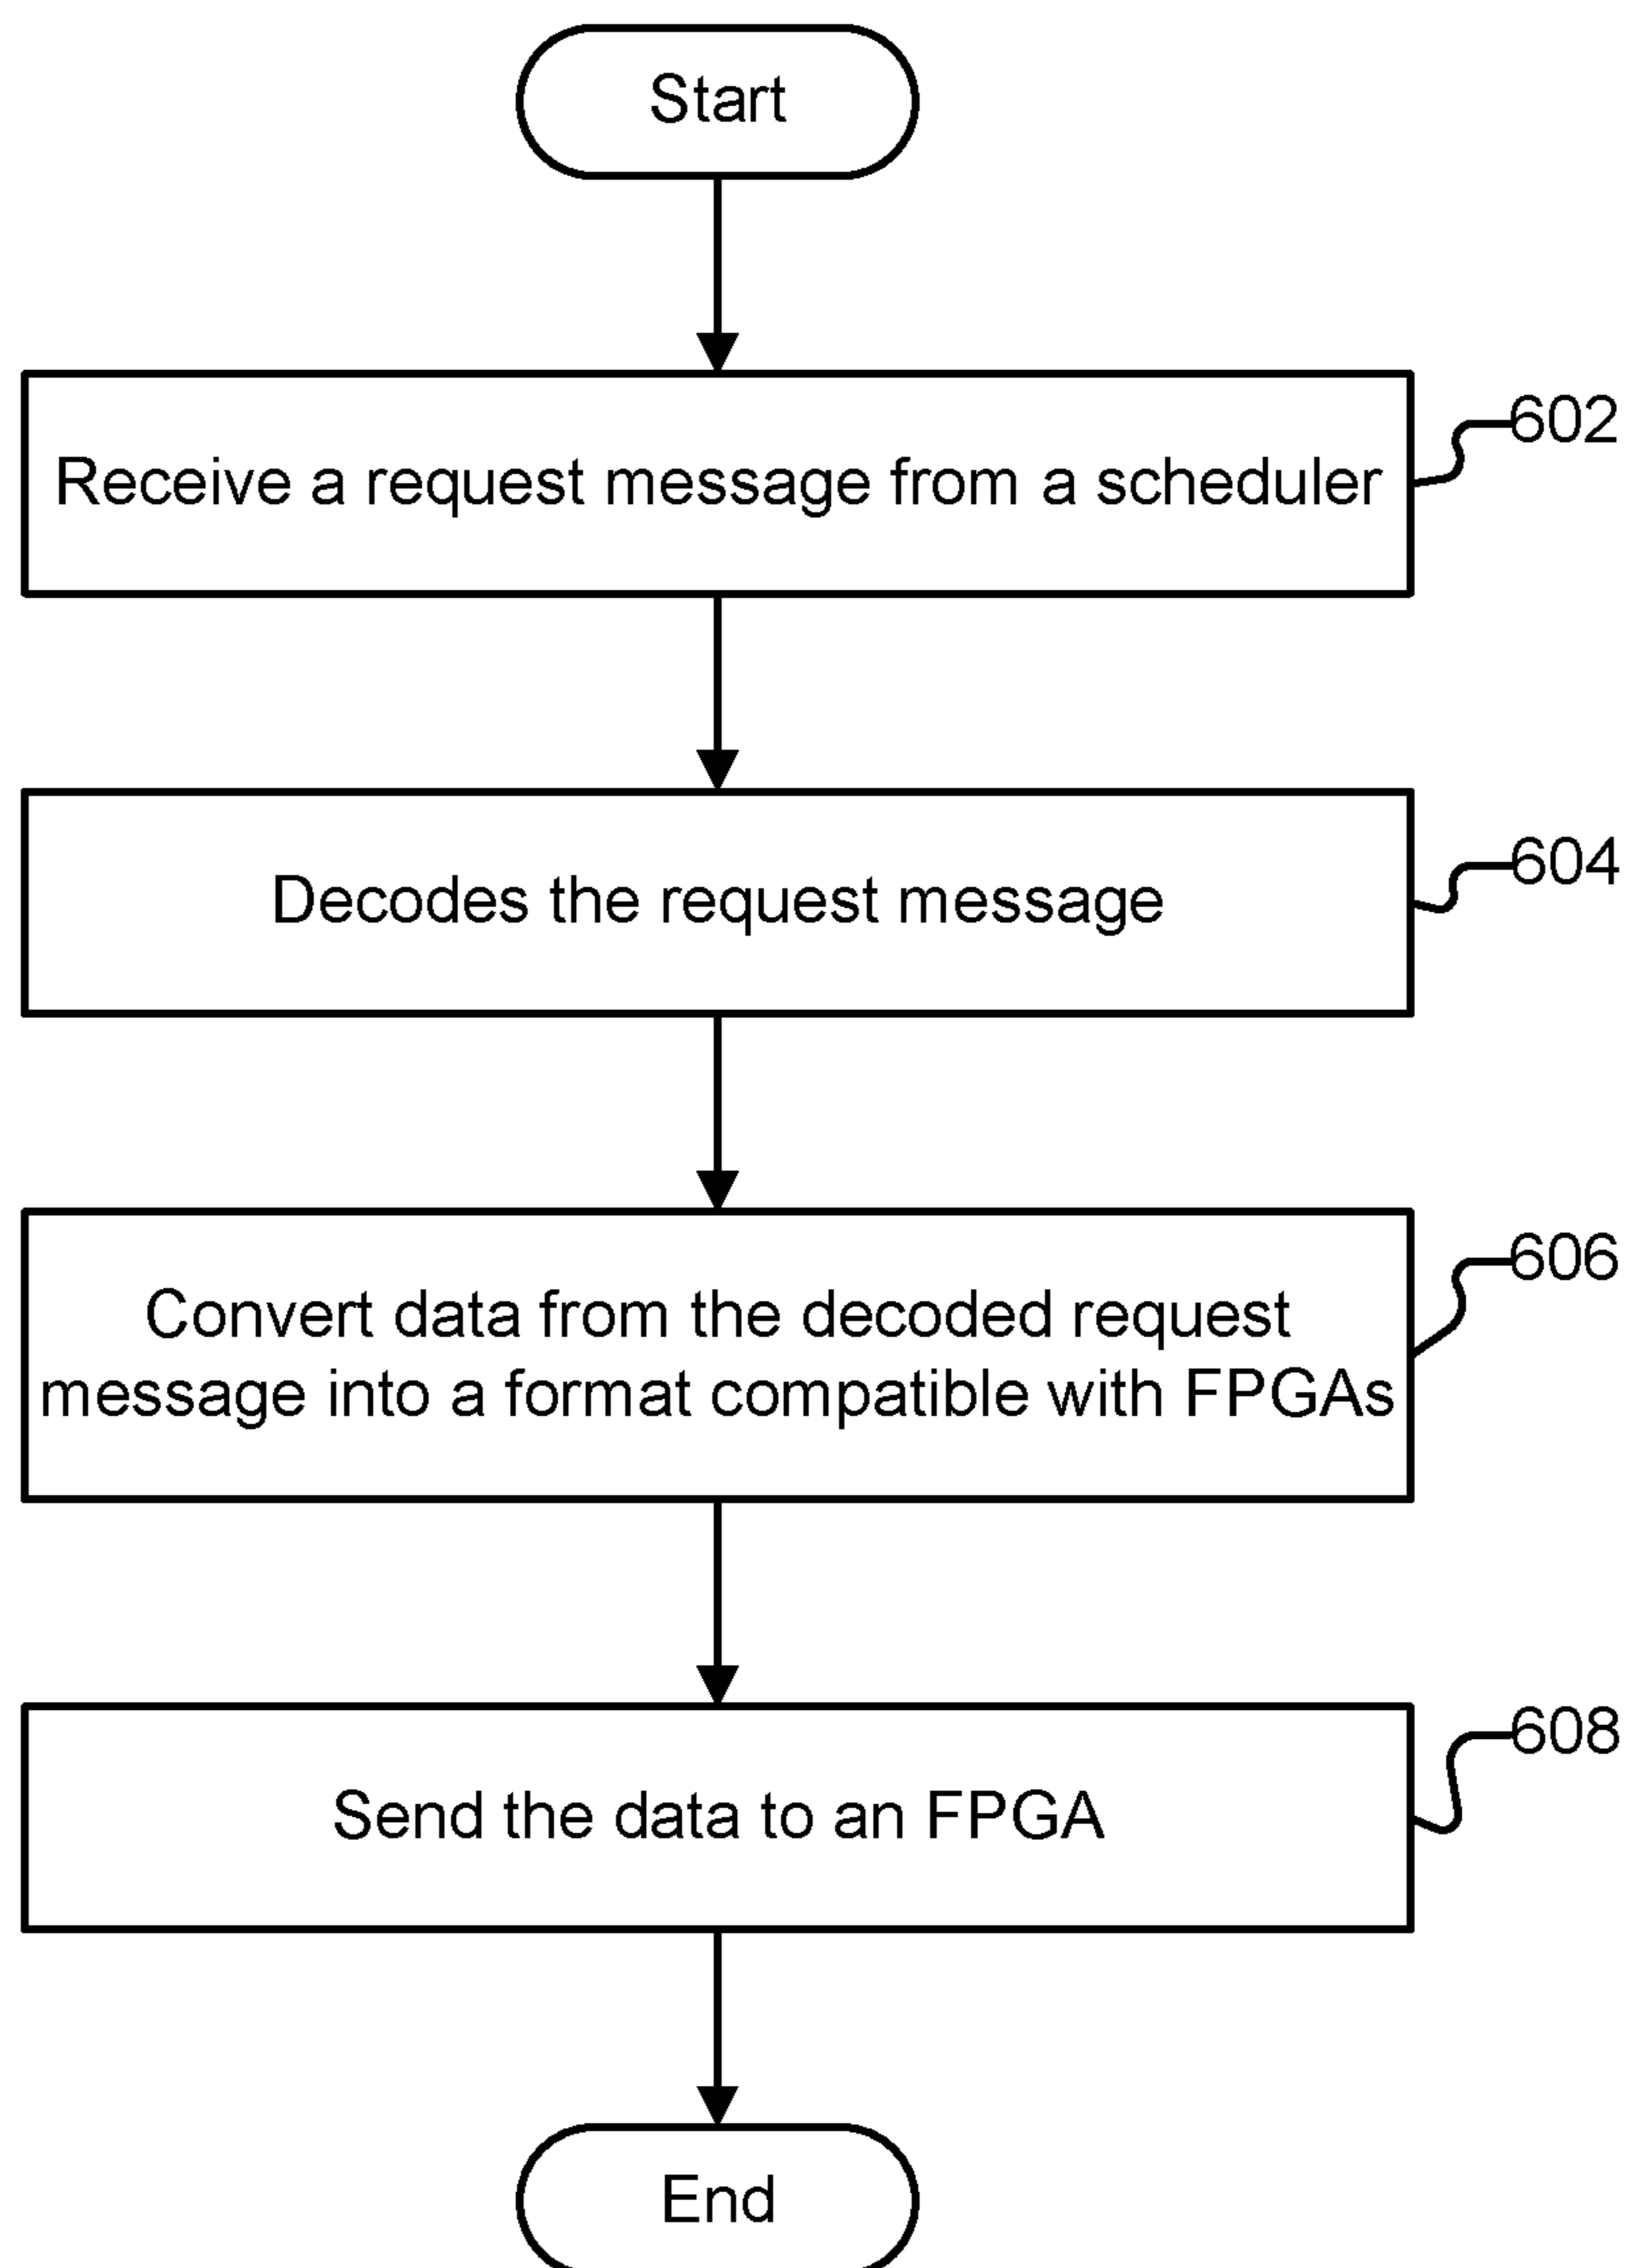 Start
Receive a request message from a scheduler
602
Decodes the request message
604
Convert data from the decoded request
message into a format compatible with FPGAs
606
Send the data to an FPGA
608
End